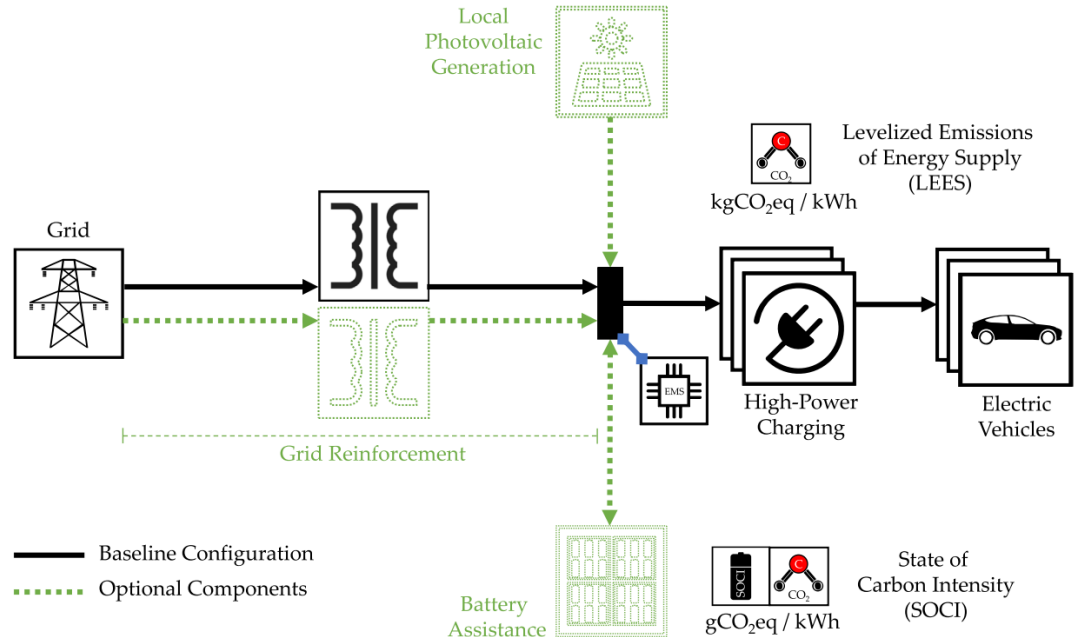 Local
Photovoltaic
Generation
C
CO₂
kgCO₂eq / kWh
Levelized Emissions
of Energy Supply
(LEES)
Grid
EMS
High-Power
Charging
Electric
Vehicles
Grid Reinforcement
Baseline Configuration
Optional Components
Battery
Assistance
SOCI
C
CO₂
gCO₂eq / kWh
State of
Carbon Intensity
(SOCI)